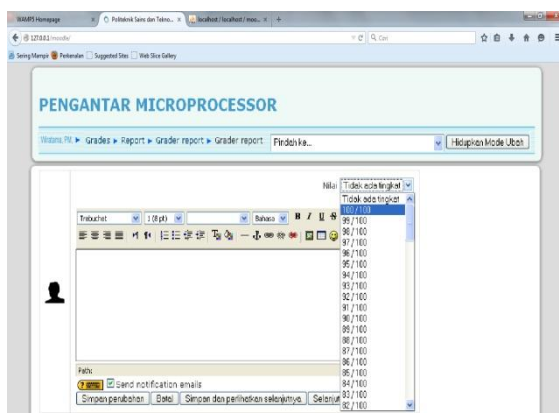 WAMP5 Homepage
Politeknik Sains dan Tekno...
localhost / localhost / moo...
127.0.0.1/moodle/
Cari
Sering Mampir Perkenalan Suggested Sites Web Slice Gallery
PENGANTAR MICROPROCESSOR
PM ► Grades ► Report ► Grader report ► Grader report Pindah ke... Hidupkan Mode Ubah
Nilai Tidak ada tingkat
Tidak ada tingkat
100/100
99/100
98/100
97/100
96/100
95/100
94/100
93/100
92/100
91/100
90/100
89/100
88/100
87/100
86/100
85/100
84/100
83/100
82/100
Trebuchet 1 (8 pt) Bahasa B I U S
Path:
Send notification emails
Simpan perubahan Batal Simpan dan perlihatkan selanjutnya Selanjut